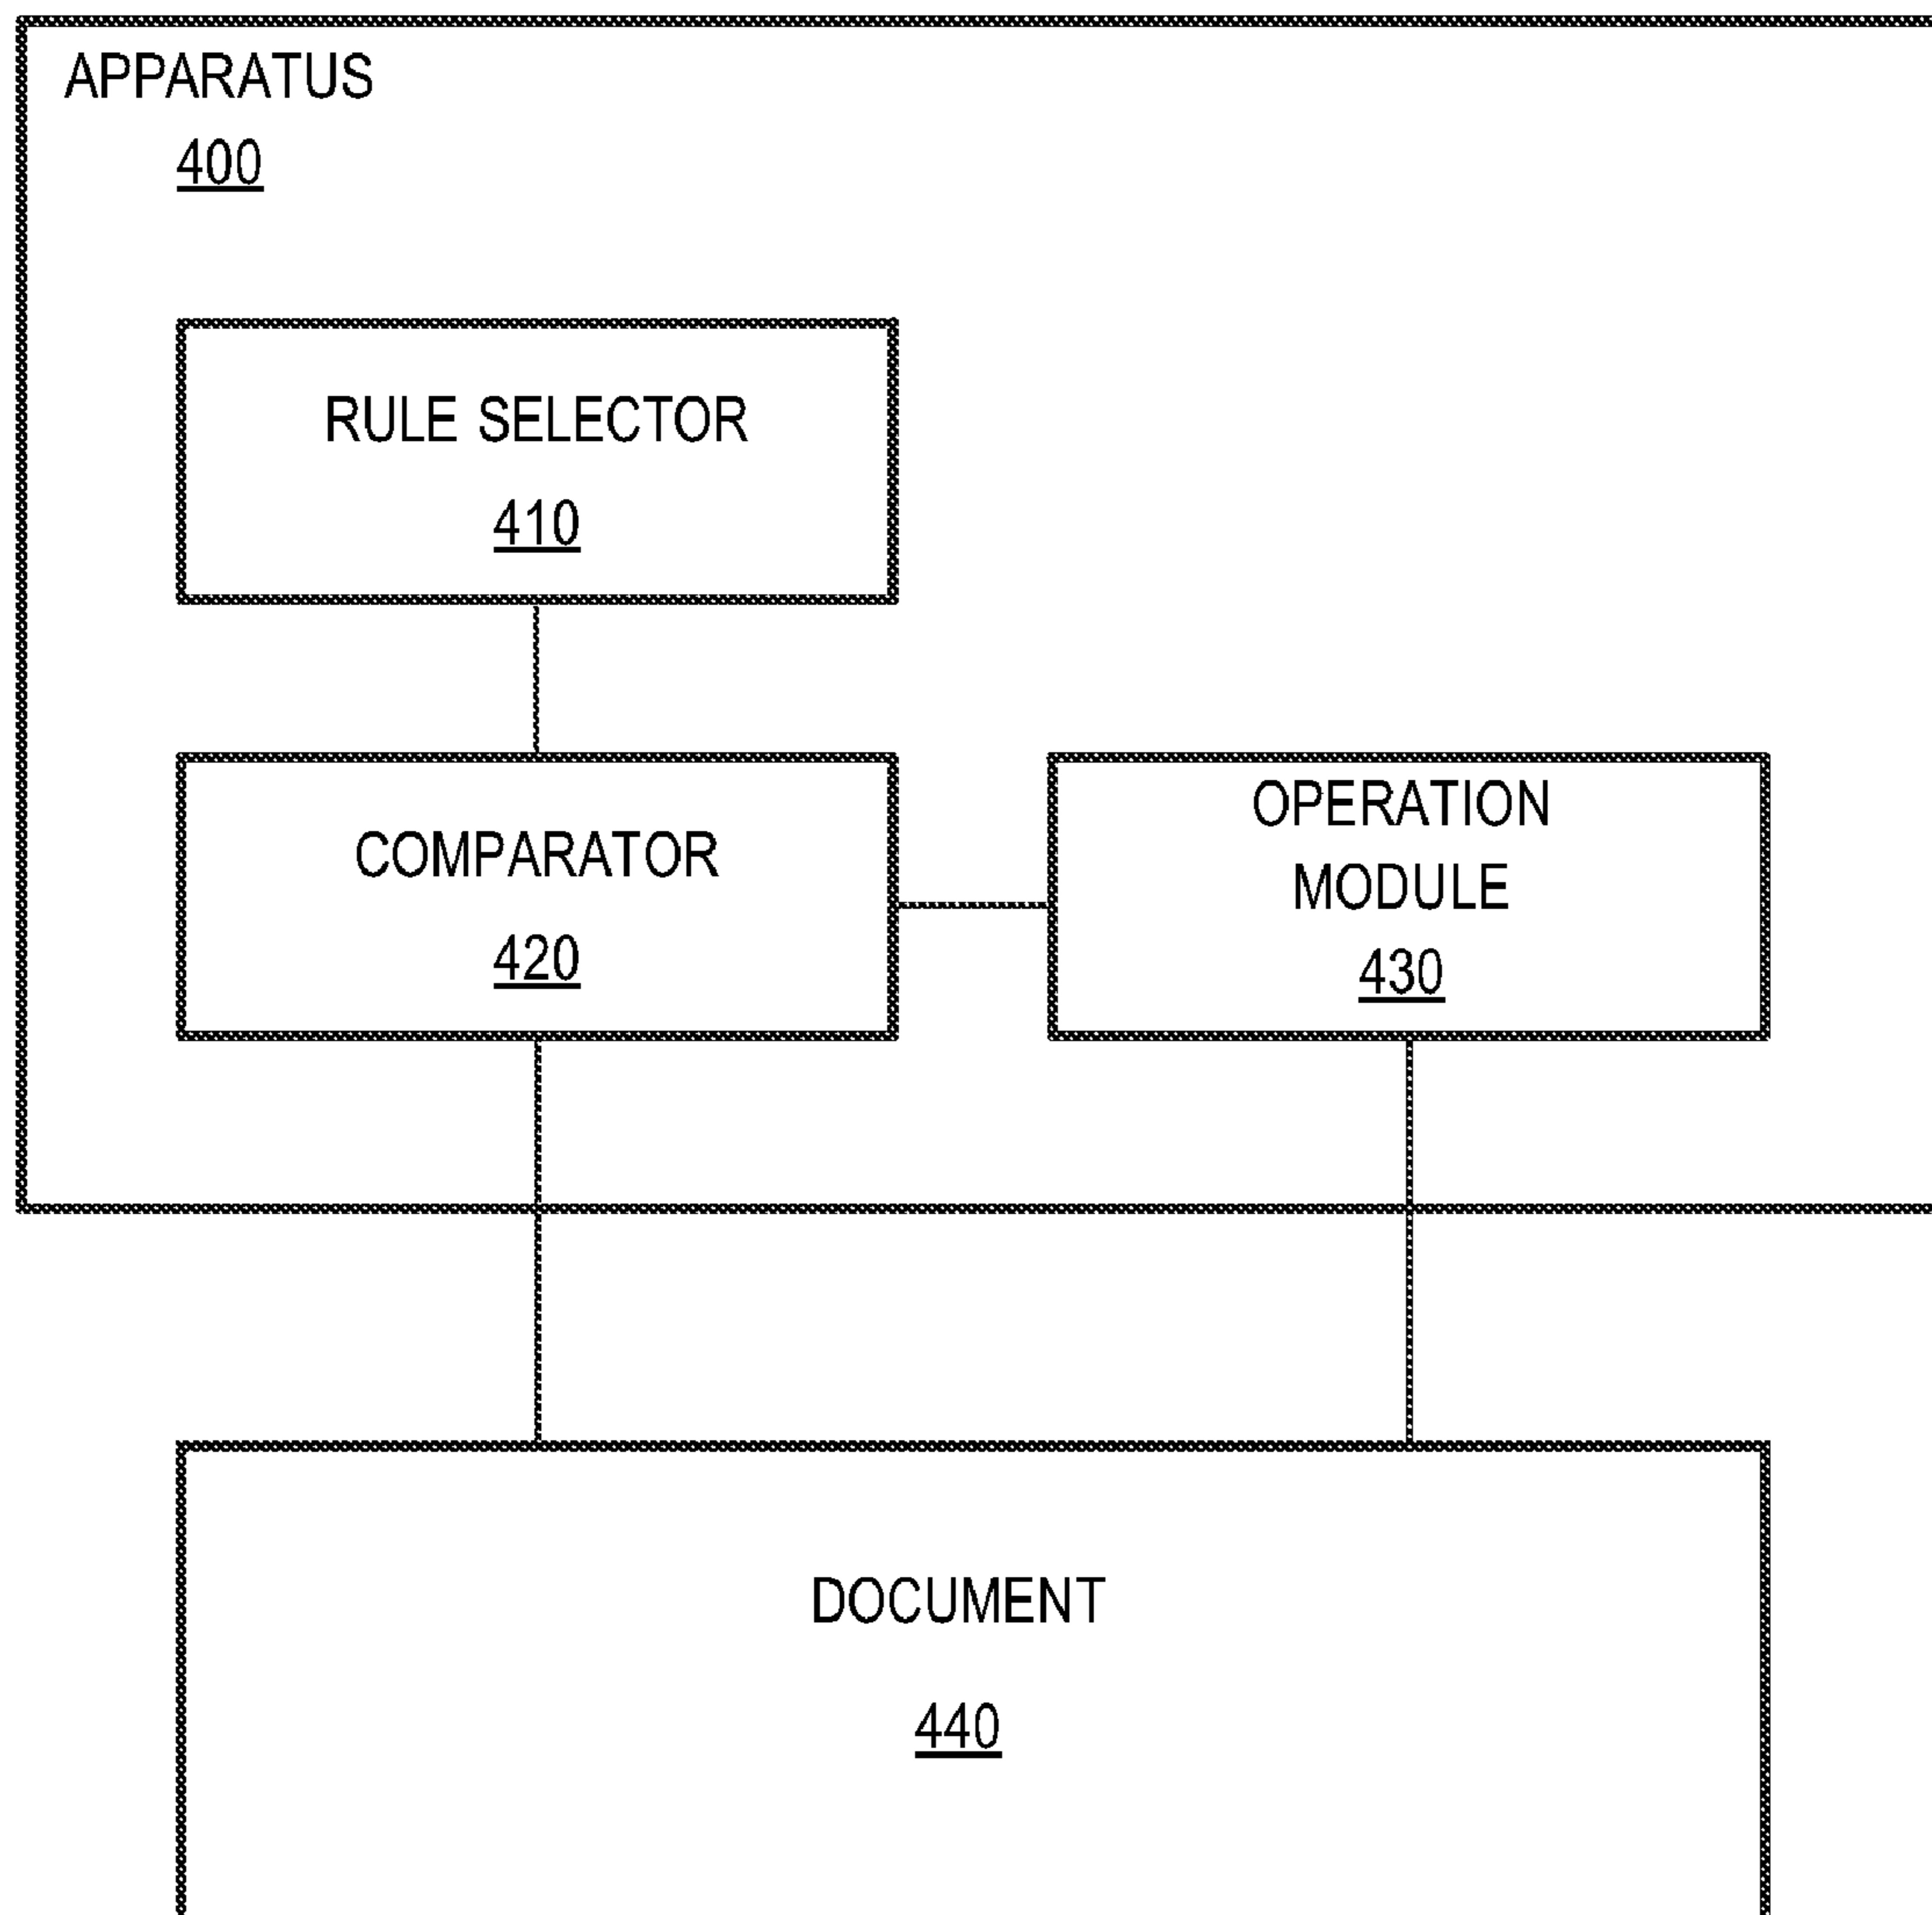 APPARATUS
400
RULE SELECTOR
410
COMPARATOR
420
OPERATION
MODULE
430
DOCUMENT
440